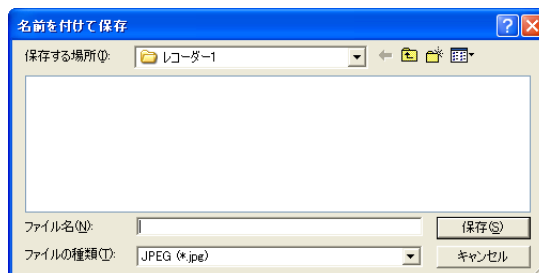 名前を付けて保存
保存する場所(I):
レコーダー1
ファイル名(N):
保存(S)
ファイルの種類(T):
JPEG (*.jpg)
キャンセル